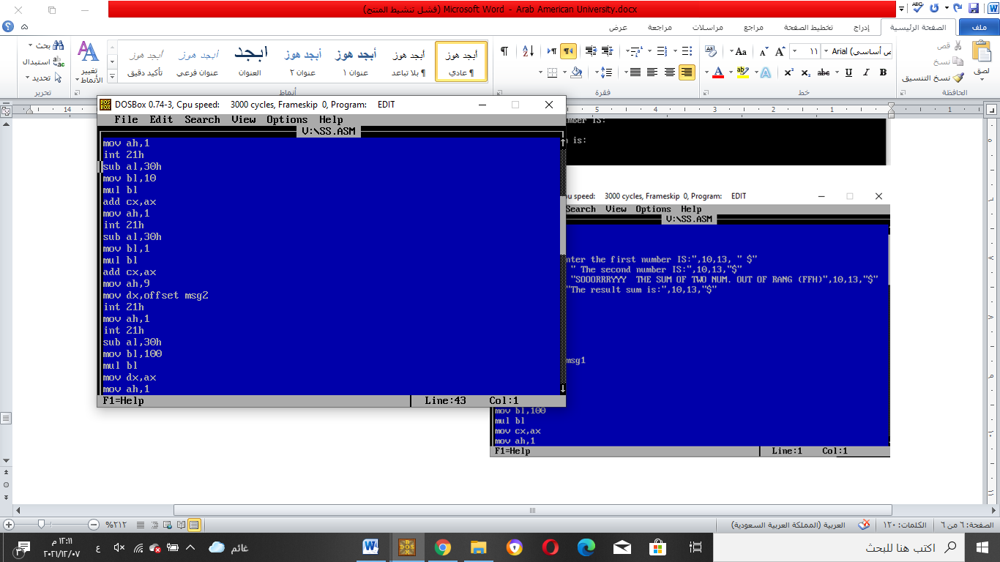 Microsoft Word - Arab American University.docx (فشل تنشيط المنتج)
ملف
الصفحة الرئيسية
إدراج
تخطيط الصفحة
مراجع
مراسلات
مراجعة
عرض
لصق
قص
نسخ
نسخ التنسيق
الحافظة
١١
Arial (أساسي)
خط
فقرة
أبجد هوز
¶ عادي
أبجد هوز
¶ بلا تباعد
أبجد هوز
عنوان ١
أبجد هوز
عنوان ٢
ابجد
العنوان
أبجد هوز
عنوان فرعي
أبجد هوز
تأكيد دقيق
تغيير
الأنماط
أنماط
بحث
استبدال
تحديد
تحرير
DOSBox 0.74-3, Cpu speed: 3000 cycles, Frameskip 0, Program: EDIT
File Edit Search View Options Help
V:\SS.ASM
mov ah,1
int 21h
sub al,30h
mov bl,10
mul bl
add cx,ax
mov ah,1
int 21h
sub al,30h
mov bl,1
mul bl
add cx,ax
mov ah,9
mov dx,offset msg2
int 21h
mov ah,1
int 21h
sub al,30h
mov bl,100
mul bl
mov dx,ax
mov ah,1
F1=Help Line:43 Col:1
IS:
is:
speed: 3000 cycles, Frameskip 0, Program: EDIT
Search View Options Help
V:\SS.ASM
nter the first number IS:",10,13, " $"
" The second number IS:",10,13,"$"
"SOOORRRYYY THE SUM OF TWO NUM. OUT OF RANG (FFH)",10,13,"$"
"The result sum is:",10,13,"$"
msg1
mov bl,100
mul bl
mov cx,ax
mov ah,1
F1=Help Line:1 Col:1
الصفحة: ٦ من ٦
الكلمات: ١٢٠
العربية (المملكة العربية السعودية)
٢١٢%
اكتب هنا للبحث
غائم
ع
١٢:١١ م
٢٠٢١/١٢/٠٧
٣